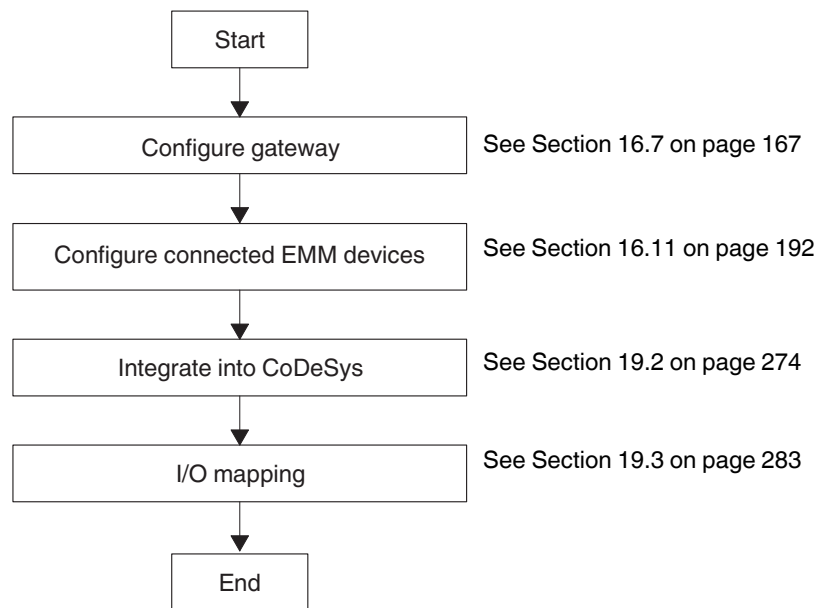 Start
Configure gateway
See Section 16.7 on page 167
Configure connected EMM devices
See Section 16.11 on page 192
Integrate into CoDeSys
See Section 19.2 on page 274
I/O mapping
See Section 19.3 on page 283
End